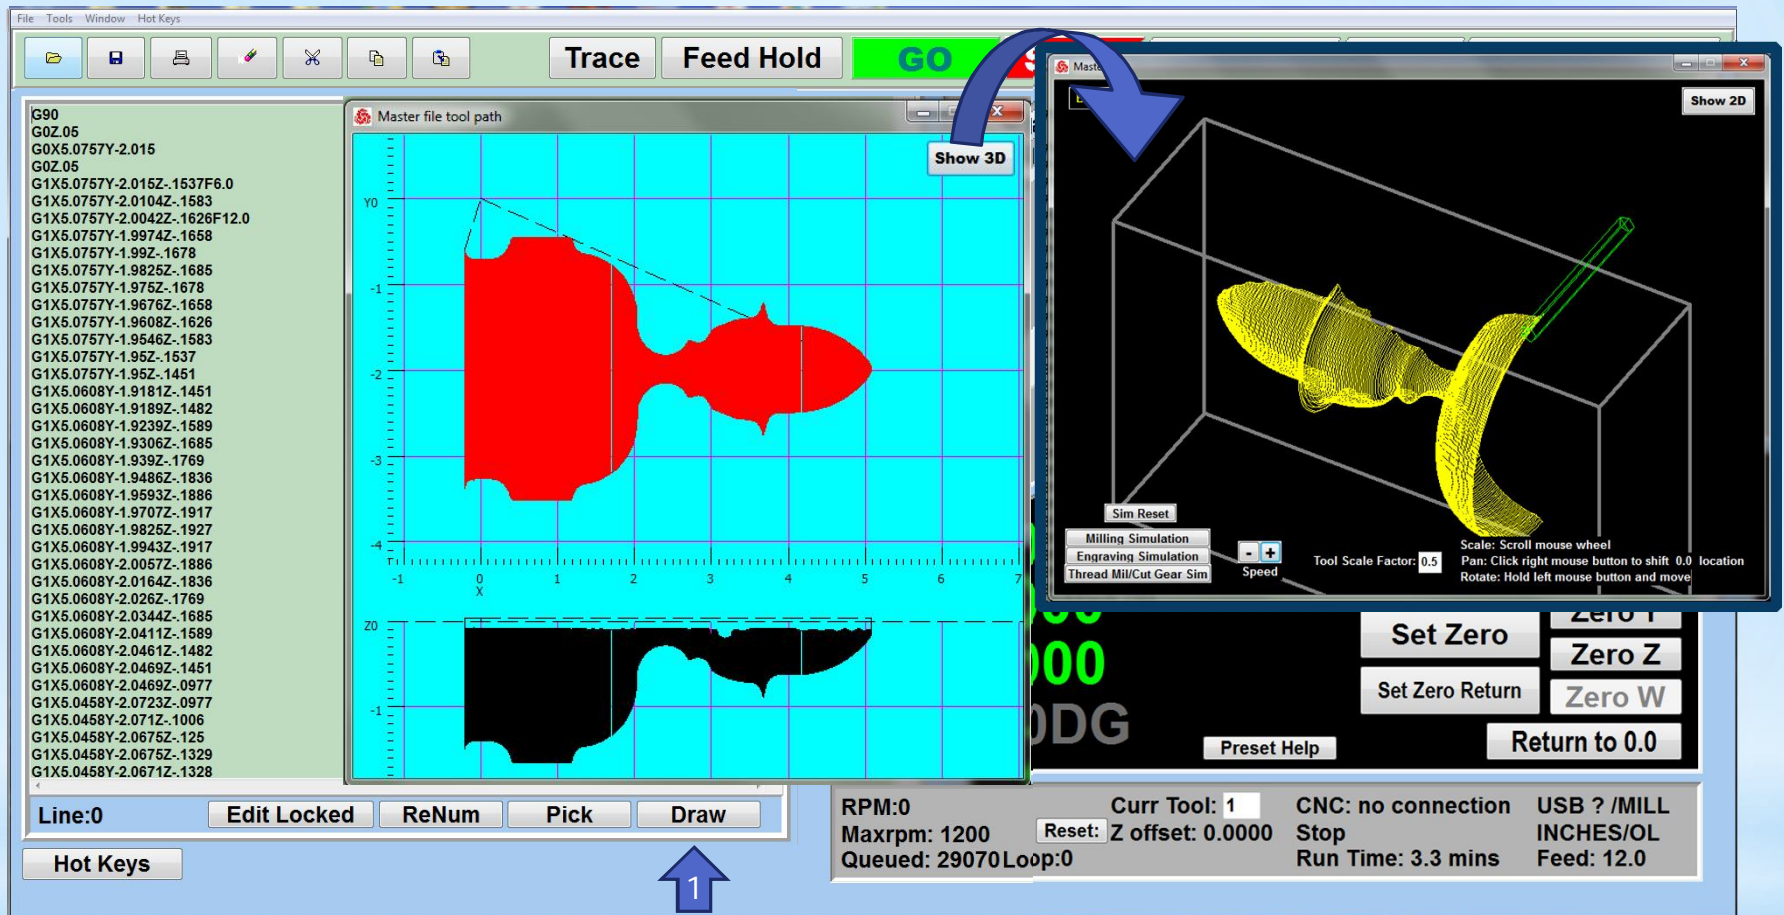 File Tools Window Hot Keys
Trace
Feed Hold
GO
G90
G0Z.05
G0X5.0757Y-2.015
G0Z.05
G1X5.0757Y-2.015Z-.1537F6.0
G1X5.0757Y-2.0104Z-.1583
G1X5.0757Y-2.0042Z-.1626F12.0
G1X5.0757Y-1.9974Z-.1658
G1X5.0757Y-1.99Z-.1678
G1X5.0757Y-1.9825Z-.1685
G1X5.0757Y-1.975Z-.1678
G1X5.0757Y-1.9676Z-.1658
G1X5.0757Y-1.9608Z-.1626
G1X5.0757Y-1.9546Z-.1583
G1X5.0757Y-1.95Z-.1537
G1X5.0757Y-1.95Z-.1451
G1X5.0608Y-1.9181Z-.1451
G1X5.0608Y-1.9189Z-.1482
G1X5.0608Y-1.9239Z-.1589
G1X5.0608Y-1.9306Z-.1685
G1X5.0608Y-1.939Z-.1769
G1X5.0608Y-1.9486Z-.1836
G1X5.0608Y-1.9593Z-.1886
G1X5.0608Y-1.9707Z-.1917
G1X5.0608Y-1.9825Z-.1927
G1X5.0608Y-1.9943Z-.1917
G1X5.0608Y-2.0057Z-.1886
G1X5.0608Y-2.0164Z-.1836
G1X5.0608Y-2.026Z-.1769
G1X5.0608Y-2.0344Z-.1685
G1X5.0608Y-2.0411Z-.1589
G1X5.0608Y-2.0461Z-.1482
G1X5.0608Y-2.0469Z-.1451
G1X5.0608Y-2.0469Z-.0977
G1X5.0458Y-2.0723Z-.0977
G1X5.0458Y-2.071Z-.1006
G1X5.0458Y-2.0675Z-.125
G1X5.0458Y-2.0675Z-.1329
G1X5.0458Y-2.0671Z-.1328
Line:0
Edit Locked
ReNum
Pick
Draw
Hot Keys
1
Master file tool path
Show 3D
Y0
-1
-2
-3
-4
-1 0 1 2 3 4 5 6 7
X
Z0
-1
Show 2D
Sim Reset
Milling Simulation
Engraving Simulation
Thread Mil/Cut Gear Sim
- +
Speed
Tool Scale Factor: 0.5
Scale: Scroll mouse wheel
Pan: Click right mouse button to shift 0.0 location
Rotate: Hold left mouse button and move
Set Zero
Zero Z
Set Zero Return
Zero W
Preset Help
Return to 0.0
RPM:0
Maxrpm: 1200
Queued: 29070 Loop:0
Curr Tool: 1
Reset: Z offset: 0.0000
CNC: no connection
Stop
Run Time: 3.3 mins
USB ? /MILL
INCHES/OL
Feed: 12.0